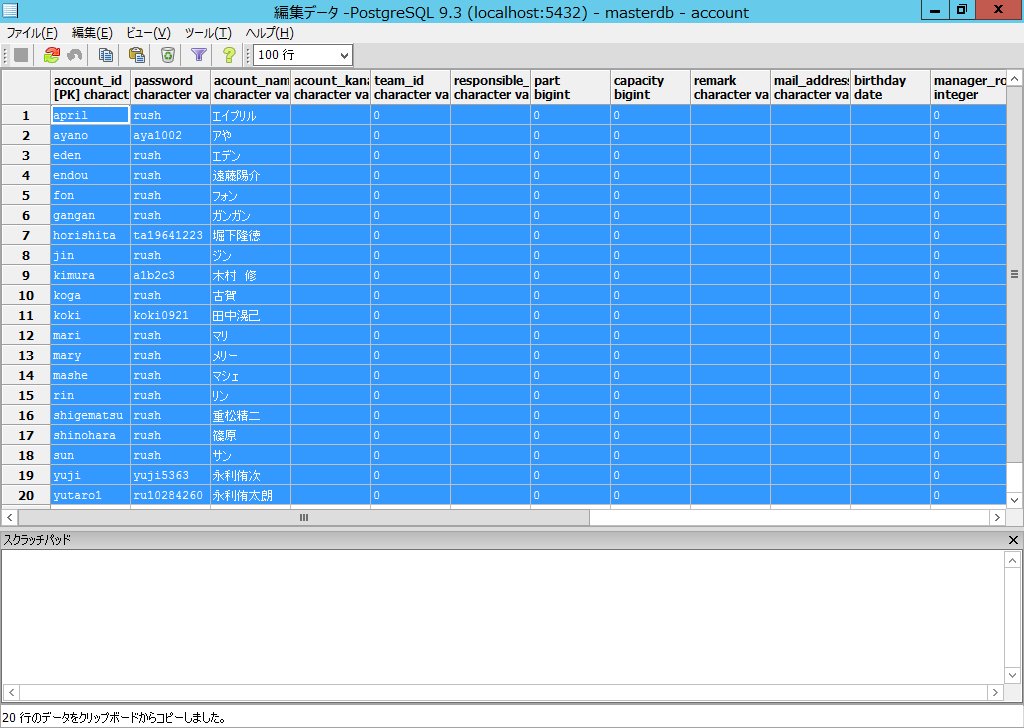 編集データ -PostgreSQL 9.3 (localhost:5432) - masterdb - account
ファイル(F) 編集(E) ビュー(V) ツール(T) ヘルプ(H)
100 行
account_id password acount_nam acount_kana team_id responsible_ part capacity remark mail_address birthday manager_ro
[PK] charact character va character va character va character va character va bigint bigint character va character va date integer
1 april rush エイプリル 0 0 0 0
2 ayano aya1002 アや 0 0 0 0
3 eden rush エデン 0 0 0 0
4 endou rush 遠藤陽介 0 0 0 0
5 fon rush フォン 0 0 0 0
6 gangan rush ガンガン 0 0 0 0
7 horishita ta19641223 堀下隆徳 0 0 0 0
8 jin rush ジン 0 0 0 0
9 kimura a1b2c3 木村 修 0 0 0 0
10 koga rush 古賀 0 0 0 0
11 koki koki0921 田中滉己 0 0 0 0
12 mari rush マリ 0 0 0 0
13 mary rush メリー 0 0 0 0
14 mashe rush マシェ 0 0 0 0
15 rin rush リン 0 0 0 0
16 shigematsu rush 重松精二 0 0 0 0
17 shinohara rush 篠原 0 0 0 0
18 sun rush サン 0 0 0 0
19 yuji yuji5363 永利侑次 0 0 0 0
20 yutaro1 ru10284260 永利侑太朗 0 0 0 0
スクラッチパッド
20 行のデータをクリップボードからコピーしました。